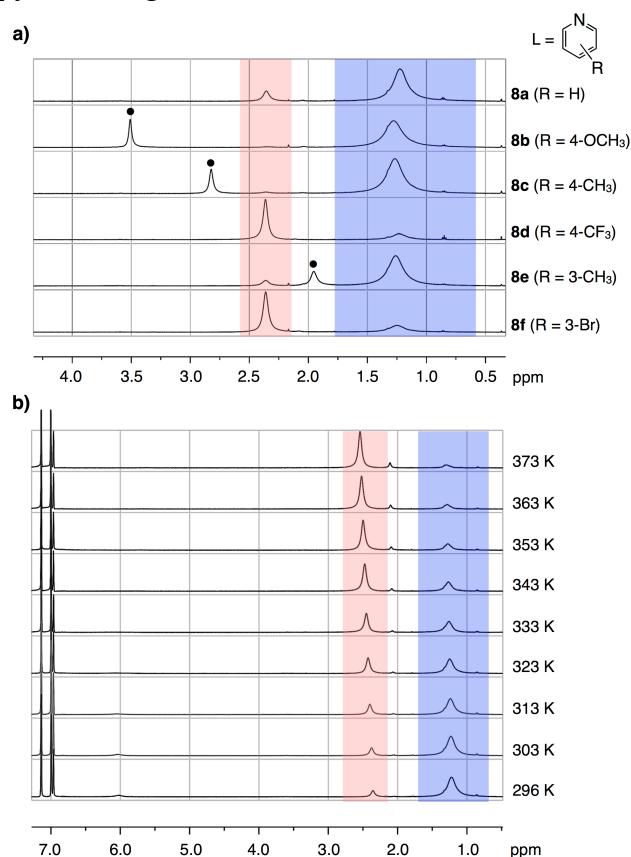 a)
N
L =
R
8a (R = H)
8b (R = 4-OCH₃)
8c (R = 4-CH₃)
8d (R = 4-CF₃)
8e (R = 3-CH₃)
8f (R = 3-Br)
4.0 3.5 3.0 2.5 2.0 1.5 1.0 0.5 ppm
b)
373 K
363 K
353 K
343 K
333 K
323 K
313 K
303 K
296 K
7.0 6.0 5.0 4.0 3.0 2.0 1.0 ppm